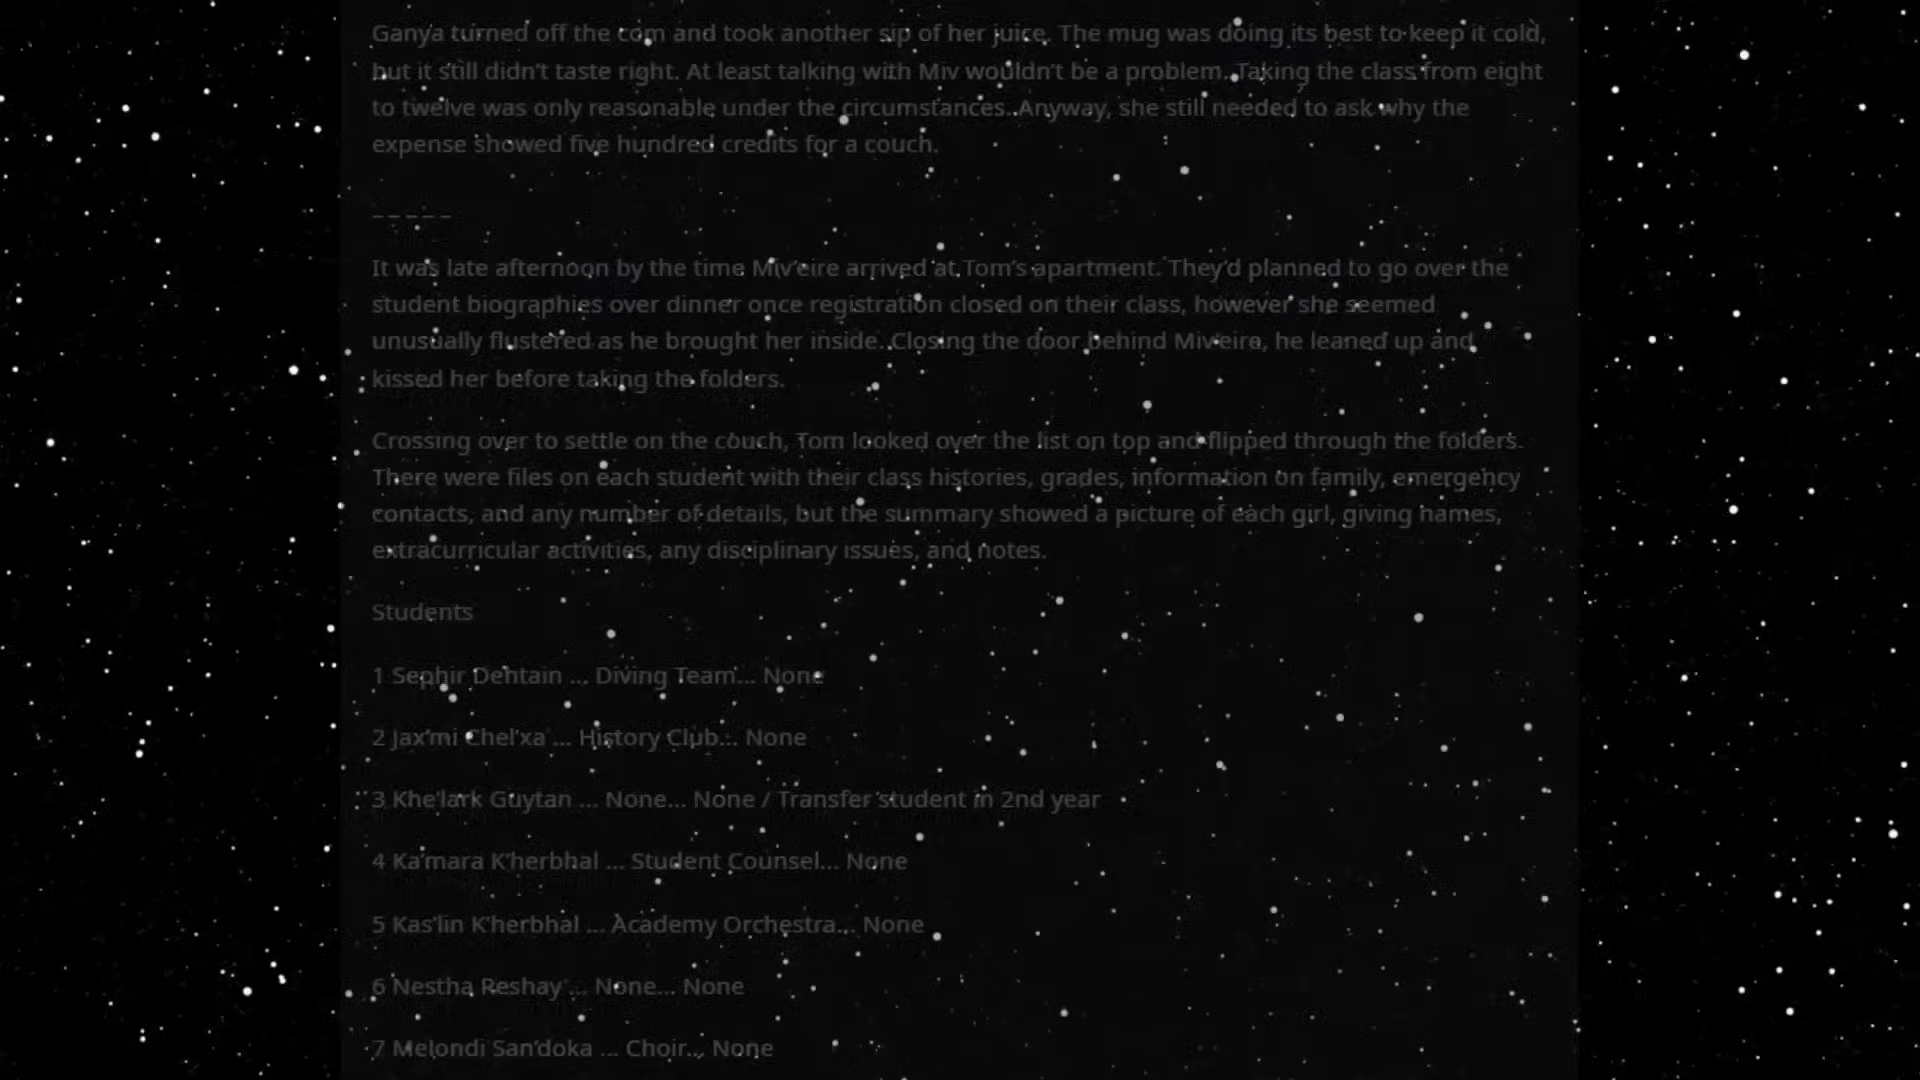 Ganya turned off the com and took another sip of her juice. The mug was doing its best to keep it cold,
but it still didn't taste right. At least talking with Miv wouldn't be a problem. Taking the class from eight
to twelve was only reasonable under the circumstances. Anyway, she still needed to ask why the
expense showed five hundred credits for a couch.
-----
It was late afternoon by the time Miv'eire arrived at Tom's apartment. They'd planned to go over the
student biographies over dinner once registration closed on their class, however she seemed
unusually flustered as he brought her inside. Closing the door behind Miv'eire, he leaned up and
kissed her before taking the folders.
Crossing over to settle on the couch, Tom looked over the list on top and flipped through the folders.
There were files on each student with their class histories, grades, information on family, emergency
contacts, and any number of details, but the summary showed a picture of each girl, giving names,
extracurricular activities, any disciplinary issues, and notes.
Students
1 Sephir Dentain ... Diving Team... None
2 Jax'mi Chel'xa ... History Club... None
3 Khe'lark Guytan ... None... None / Transfer student in 2nd year
4 Ka'mara K'herbhal ... Student Counsel... None
5 Kas'lin K'herbhal ... Academy Orchestra... None
6 Nestha Reshay ... None... None
7 Melondi San'doka ... Choir... None